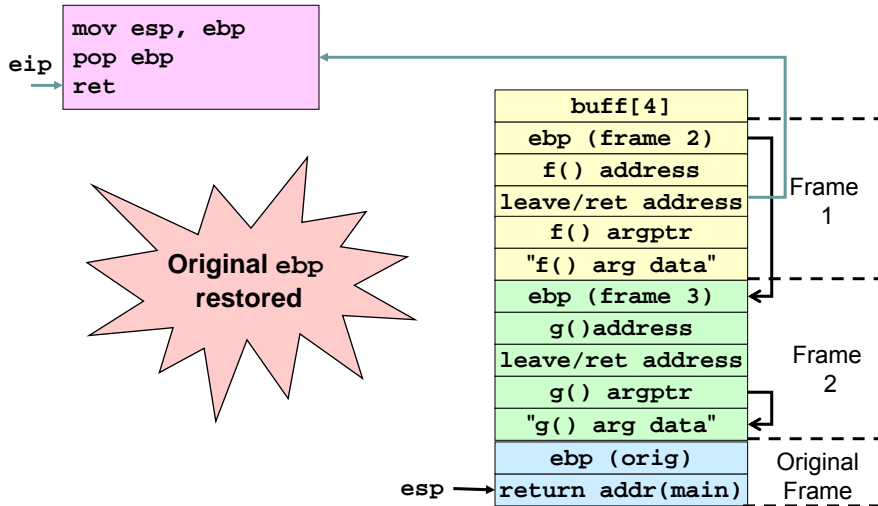 mov esp, ebp
pop ebp
ret
eip
buff[4]
ebp (frame 2)
f() address
leave/ret address
f() argptr
"f() arg data"
Frame
1
Original ebp
restored
ebp (frame 3)
g()address
leave/ret address
g() argptr
"g() arg data"
Frame
2
ebp (orig)
return addr(main)
Original
Frame
esp